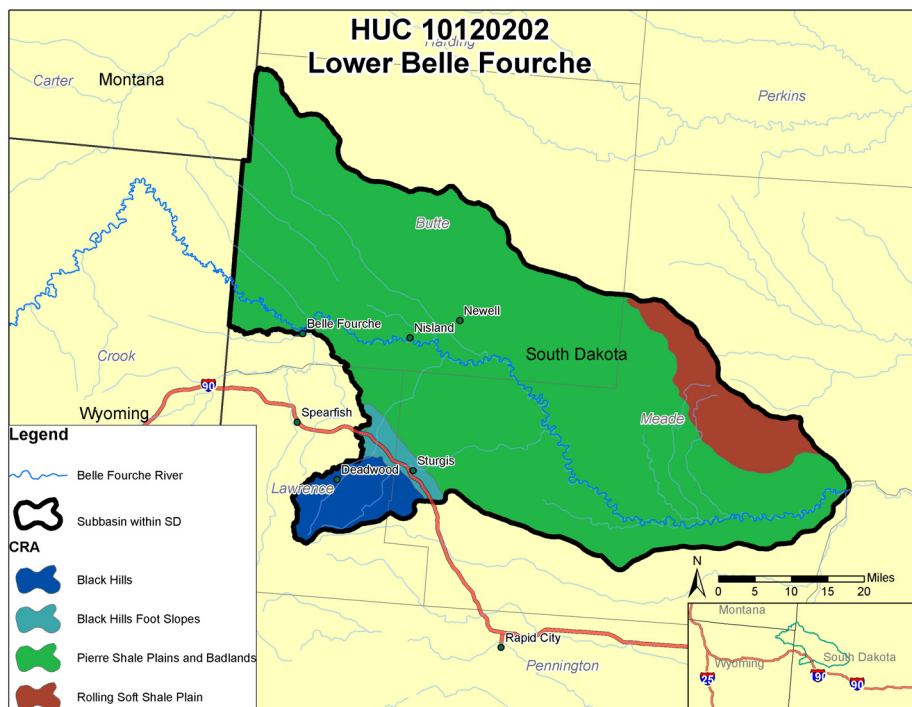 HUC 10120202
Lower Belle Fourche
Harding
Carter
Montana
Perkins
Butte
Newell
Belle Fourche
Nisland
South Dakota
Crook
90
Wyoming
Spearfish
Meade
Sturgis
Deadwood
Lawrence
Rapid City
Pennington
Legend
Belle Fourche River
Subbasin within SD
CRA
Black Hills
Black Hills Foot Slopes
Pierre Shale Plains and Badlands
Rolling Soft Shale Plain
N
Miles
0 5 10 15 20
Montana
Wyoming
South Dakota
25
90
90